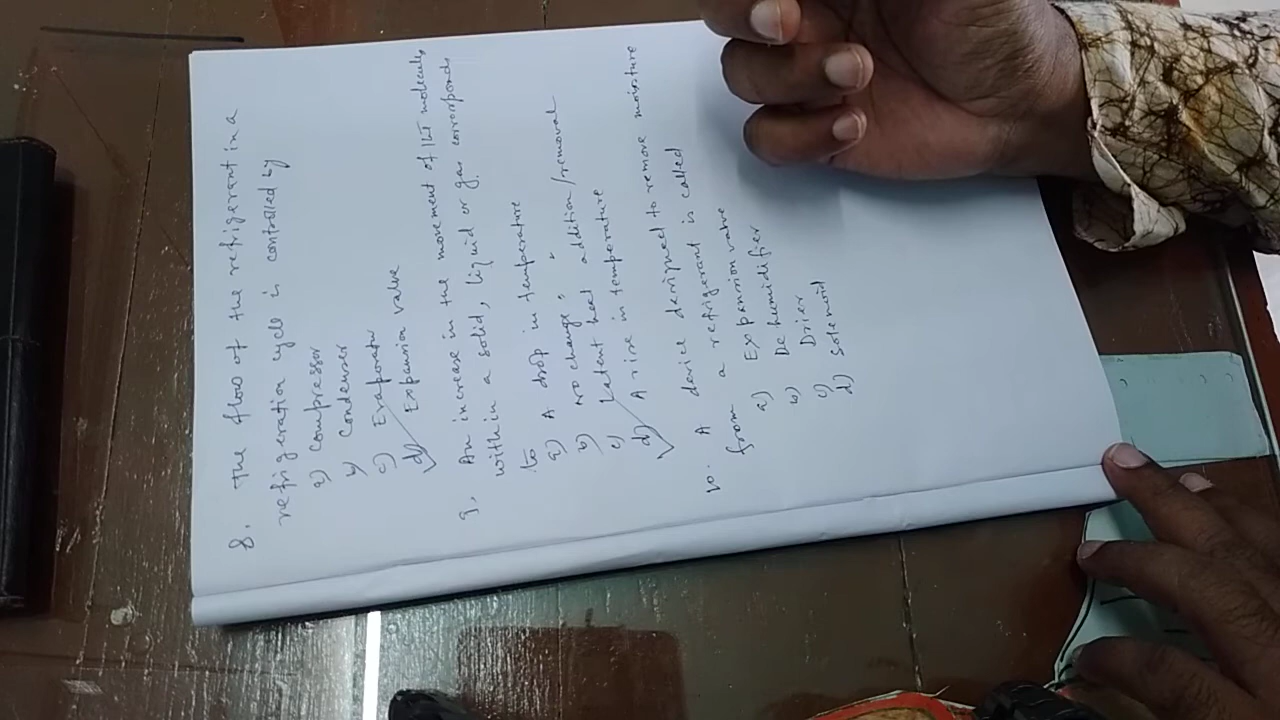 8. The flow of the refrigerant in a
refrigeration cycle is controlled by
a) Compressor
b) Condenser
c) Evaporator
d) Expansion valve
9. An increase in the movement of molecules
within a solid, liquid or gas corresponds
to
a) A drop in temperature
b) No change "
c) Latent heat addition/removal
d) A rise in temperature
10. A device designed to remove moisture
from a refrigerant is called
a) Expansion valve
b) Dehumidifier
c) Drier
d) Solenoid